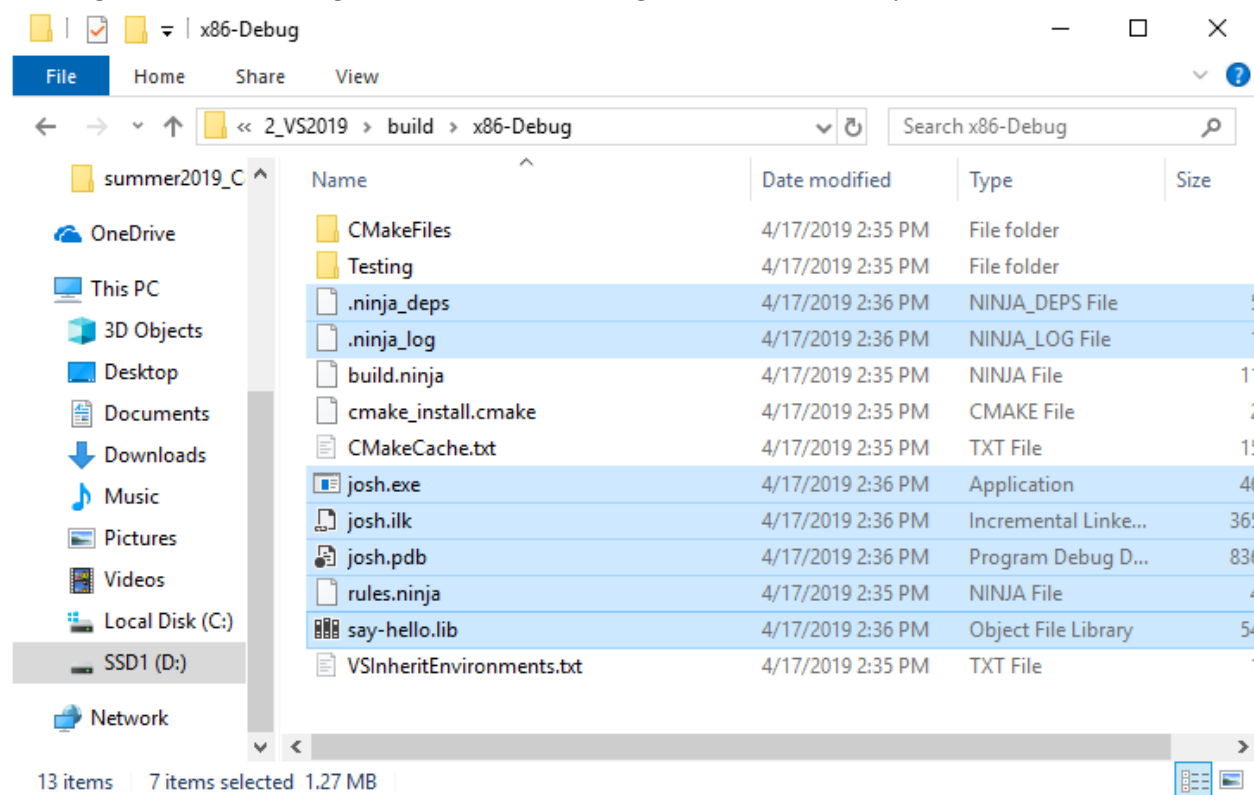 x86-Debug
File Home Share View
« 2_VS2019 > build > x86-Debug Search x86-Debug
summer2019_C
OneDrive
This PC
3D Objects
Desktop
Documents
Downloads
Music
Pictures
Videos
Local Disk (C:)
SSD1 (D:)
Network
Name Date modified Type Size
CMakeFiles 4/17/2019 2:35 PM File folder
Testing 4/17/2019 2:35 PM File folder
.ninja_deps 4/17/2019 2:36 PM NINJA_DEPS File
.ninja_log 4/17/2019 2:36 PM NINJA_LOG File
build.ninja 4/17/2019 2:35 PM NINJA File
cmake_install.cmake 4/17/2019 2:35 PM CMAKE File
CMakeCache.txt 4/17/2019 2:35 PM TXT File
josh.exe 4/17/2019 2:36 PM Application
josh.ilk 4/17/2019 2:36 PM Incremental Linke...
josh.pdb 4/17/2019 2:36 PM Program Debug D...
rules.ninja 4/17/2019 2:35 PM NINJA File
say-hello.lib 4/17/2019 2:36 PM Object File Library
VSInheritEnvironments.txt 4/17/2019 2:35 PM TXT File
13 items 7 items selected 1.27 MB